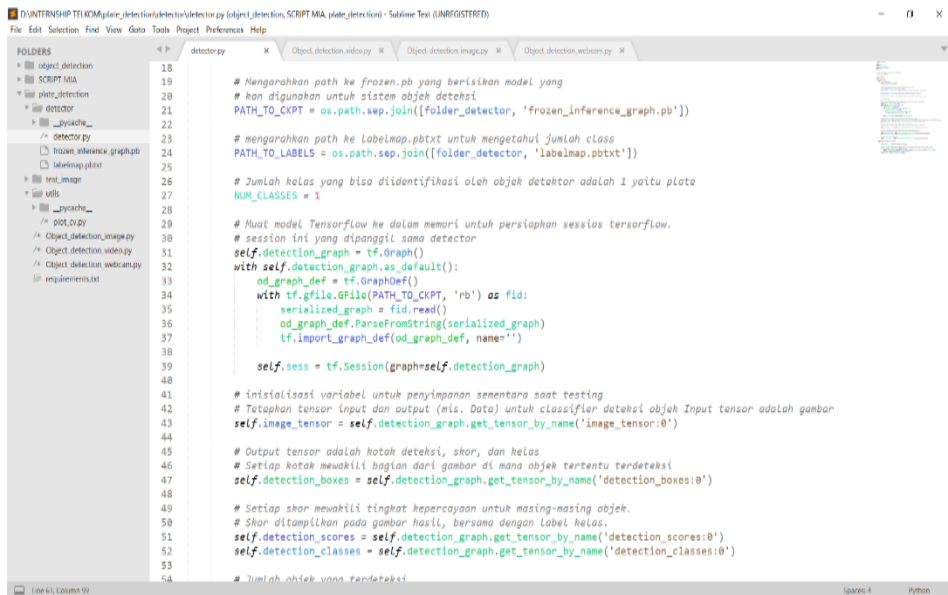 D:\INTERNSHIP TELKOM\plate_detection\detector\detector.py (object_detection, SCRIPT MIA, plate_detection) - Sublime Text (UNREGISTERED)
File Edit Selection Find View Goto Tools Project Preferences Help
FOLDERS
object_detection
SCRIPT MIA
plate_detection
detector
__pycache__
/* detector.py
frozen_inference_graph.pb
labelmap.pbtxt
test_image
utils
__pycache__
/* plot_cv.py
/* Object_detection_image.py
/* Object_detection_video.py
/* Object_detection_webcam.py
requirements.txt
detector.py × Object_detection_video.py × Object_detection_image.py × Object_detection_webcam.py ×
18
19 # Mengarahkan path ke frozen.pb yang berisikan model yang
20 # kan digunakan untuk sistem objek deteksi
21 PATH_TO_CKPT = os.path.sep.join([folder_detector, 'frozen_inference_graph.pb'])
22
23 # mengarahkan path ke labelmap.pbtxt untuk mengetahui jumlah class
24 PATH_TO_LABELS = os.path.sep.join([folder_detector, 'labelmap.pbtxt'])
25
26 # Jumlah kelas yang bisa diidentifikasi oleh objek detektor adalah 1 yaitu plate
27 NUM_CLASSES = 1
28
29 # Muat model Tensorflow ke dalam memori untuk persiapkan sessios tersorflow.
30 # session ini yang dipanggil sama detector
31 self.detection_graph = tf.Graph()
32 with self.detection_graph.as_default():
33 od_graph_def = tf.GraphDef()
34 with tf.gfile.GFile(PATH_TO_CKPT, 'rb') as fid:
35 serialized_graph = fid.read()
36 od_graph_def.ParseFromString(serialized_graph)
37 tf.import_graph_def(od_graph_def, name='')
38
39 self.sess = tf.Session(graph=self.detection_graph)
40
41 # inisialisasi variabel untuk penyimpanan sementara saat testing
42 # Tetapkan tensor input dan output (mis. Data) untuk classifier deteksi objek Input tensor adalah gambar
43 self.image_tensor = self.detection_graph.get_tensor_by_name('image_tensor:0')
44
45 # Output tensor adalah kotak deteksi, skor, dan kelas
46 # Setiap kotak mewakili bagian dari gambar di mana objek tertentu terdeteksi
47 self.detection_boxes = self.detection_graph.get_tensor_by_name('detection_boxes:0')
48
49 # Setiap skor mewakili tingkat kepercayaan untuk masing-masing objek.
50 # Skor ditampilkan pada gambar hasil, bersama dengan label kelas.
51 self.detection_scores = self.detection_graph.get_tensor_by_name('detection_scores:0')
52 self.detection_classes = self.detection_graph.get_tensor_by_name('detection_classes:0')
53
54 # Jumlah objek yang terdeteksi
Line 61, Column 99
Spaces: 4 Python